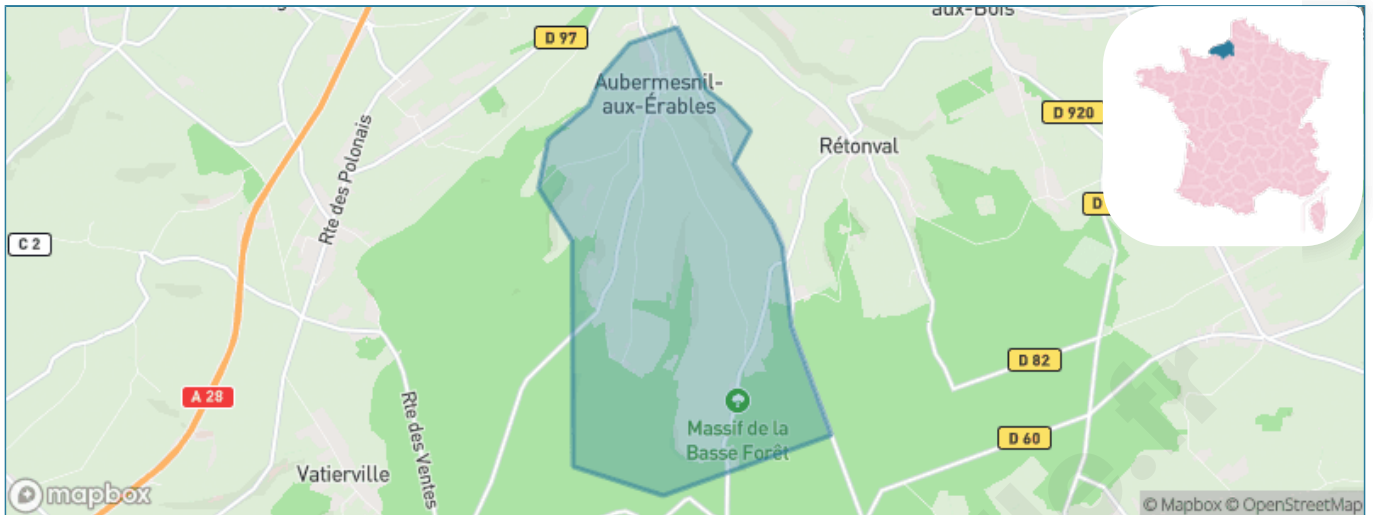 aux-Bois
D 97
Aubermesnil-
aux-Érables
D 920
Rétonval
Rte des Polonais
D
C 2
D 82
A 28
Rte des Ventes
Massif de la
Basse Forêt
D 60
Vatierville
mapbox
© Mapbox © OpenStreetMap